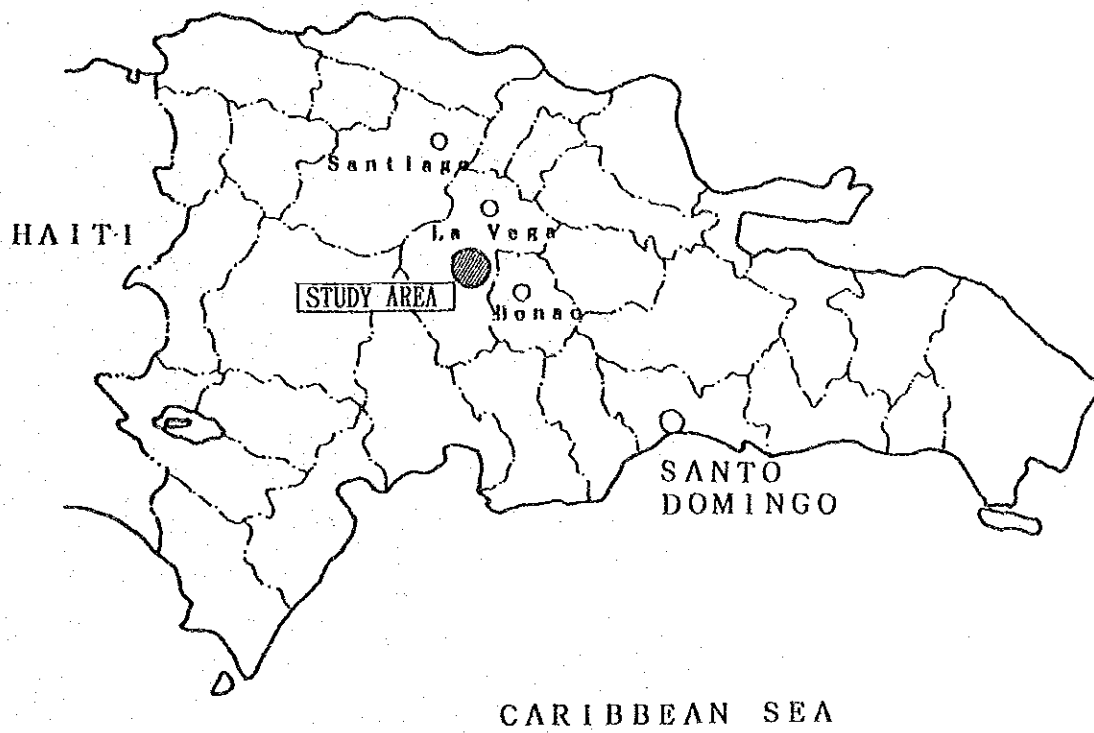 Santiago
La Vega
HAITI
STUDY AREA
Bonao
SANTO
DOMINGO
CARIBBEAN SEA